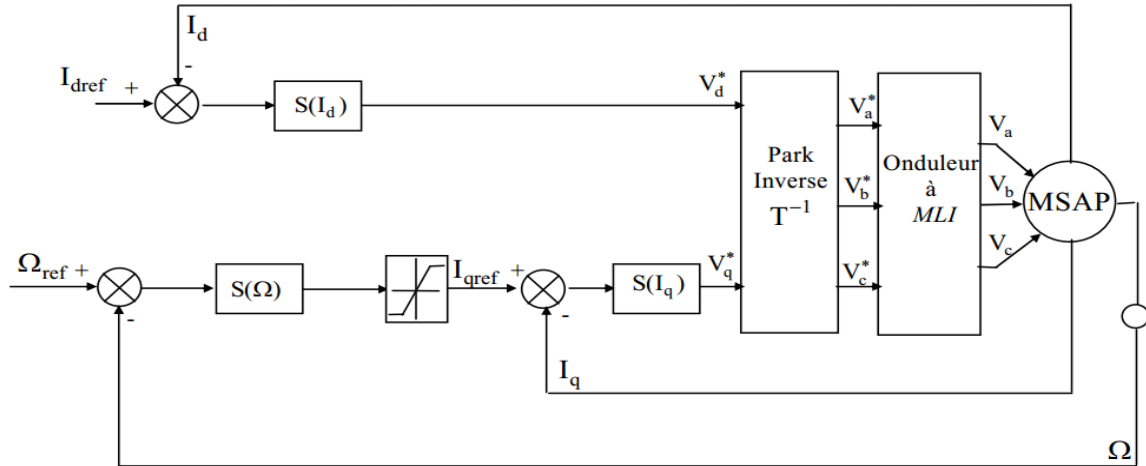 I_d
-
I_dref +
S(I_d)
V_d^*
Park
Inverse
T^{-1}
V_a^*
V_b^*
V_c^*
Onduleur
à
MLI
V_a
V_b
V_c
MSAP
Ω_ref +
-
S(Ω)
I_qref +
-
S(I_q)
V_q^*
I_q
Ω